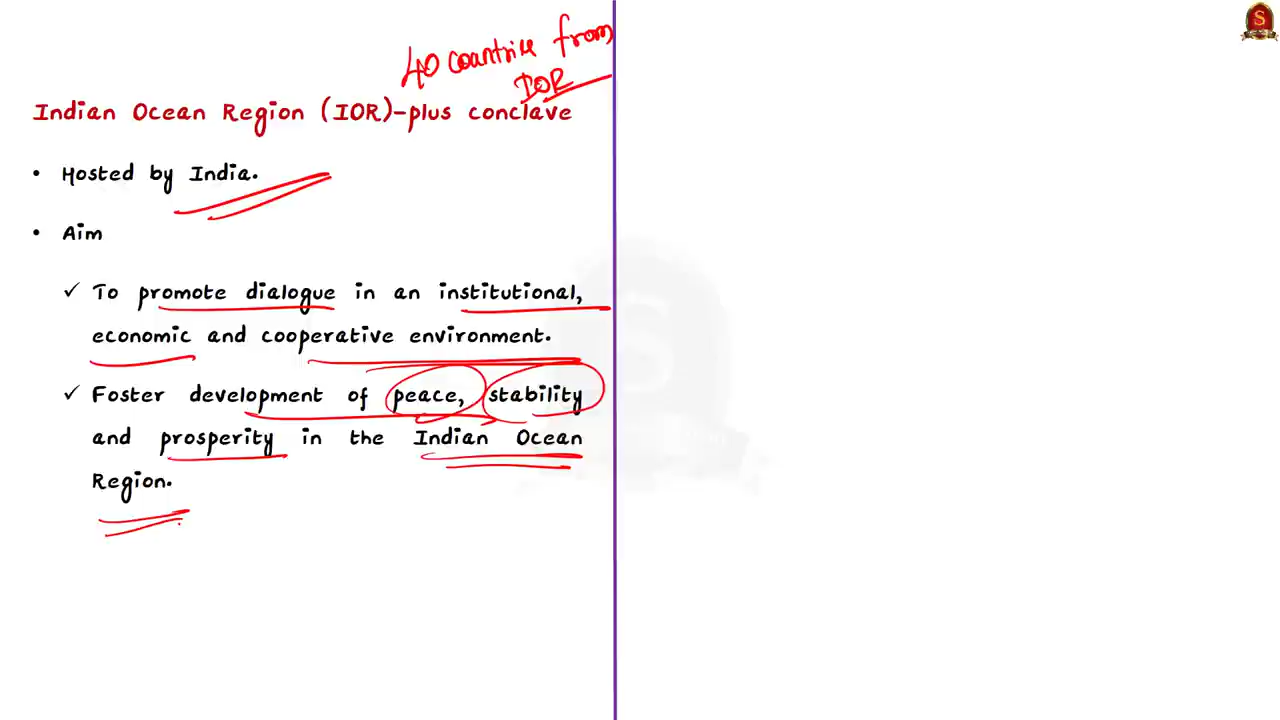 40 countries from
IOR
Indian Ocean Region (IOR)-plus conclave
• Hosted by India.
• Aim
✓ To promote dialogue in an institutional,
economic and cooperative environment.
✓ Foster development of peace, stability
and prosperity in the Indian Ocean
Region.
S